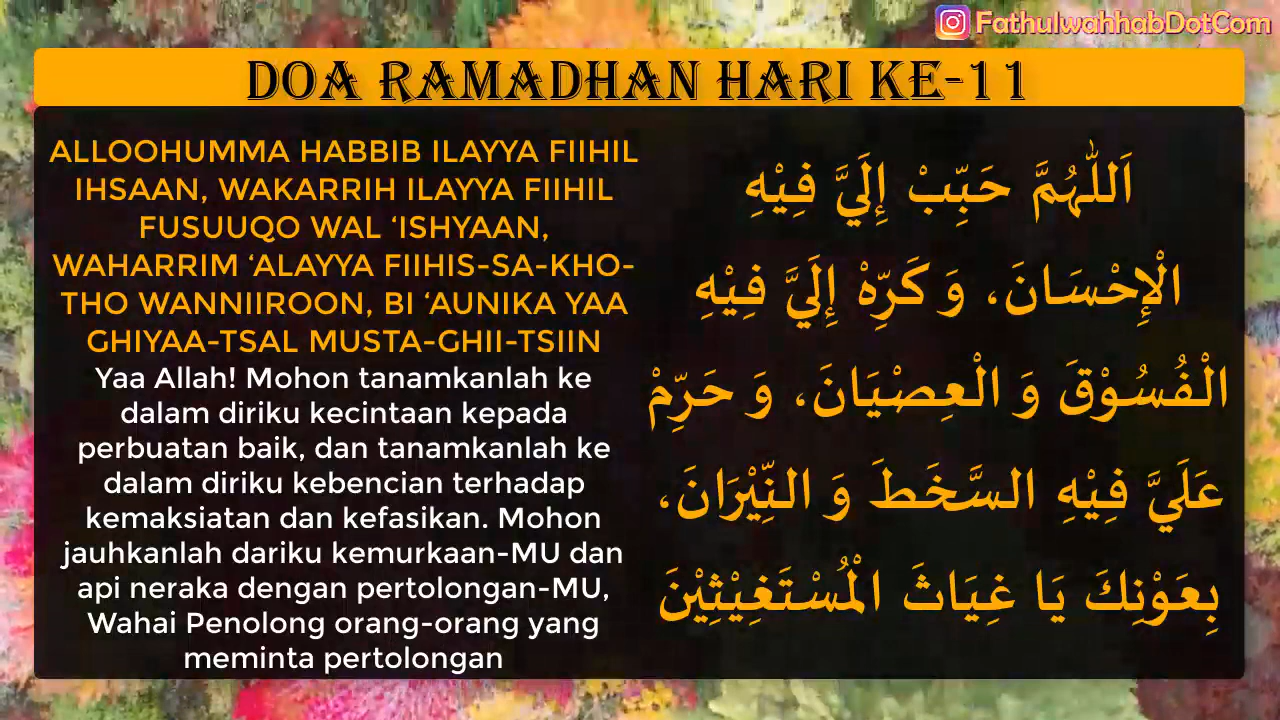 FathulwahhabDotCom
DOA RAMADHAN HARI KE-11
ALLOOHUMMA HABBIB ILAYYA FIIHIL
IHSAAN, WAKARRIH ILAYYA FIIHIL
FUSUUQO WAL ‘ISHYAAN,
WAHARRIM ‘ALAYYA FIIHIS-SA-KHO-
THO WANNIIROON, BI ‘AUNIKA YAA
GHIYAA-TSAL MUSTA-GHII-TSIIN
Yaa Allah! Mohon tanamkanlah ke
dalam diriku kecintaan kepada
perbuatan baik, dan tanamkanlah ke
dalam diriku kebencian terhadap
kemaksiatan dan kefasikan. Mohon
jauhkanlah dariku kemurkaan-MU dan
api neraka dengan pertolongan-MU,
Wahai Penolong orang-orang yang
meminta pertolongan
اَللّٰهُمَّ حَبِّبْ إِلَيَّ فِيْهِ
الْإِحْسَانَ، وَ كَرِّهْ إِلَيَّ فِيْهِ
الْفُسُوْقَ وَ الْعِصْيَانَ، وَ حَرِّمْ
عَلَيَّ فِيْهِ السَّخَطَ وَ النِّيْرَانَ،
بِعَوْنِكَ يَا غِيَاثَ الْمُسْتَغِيْثِيْنَ